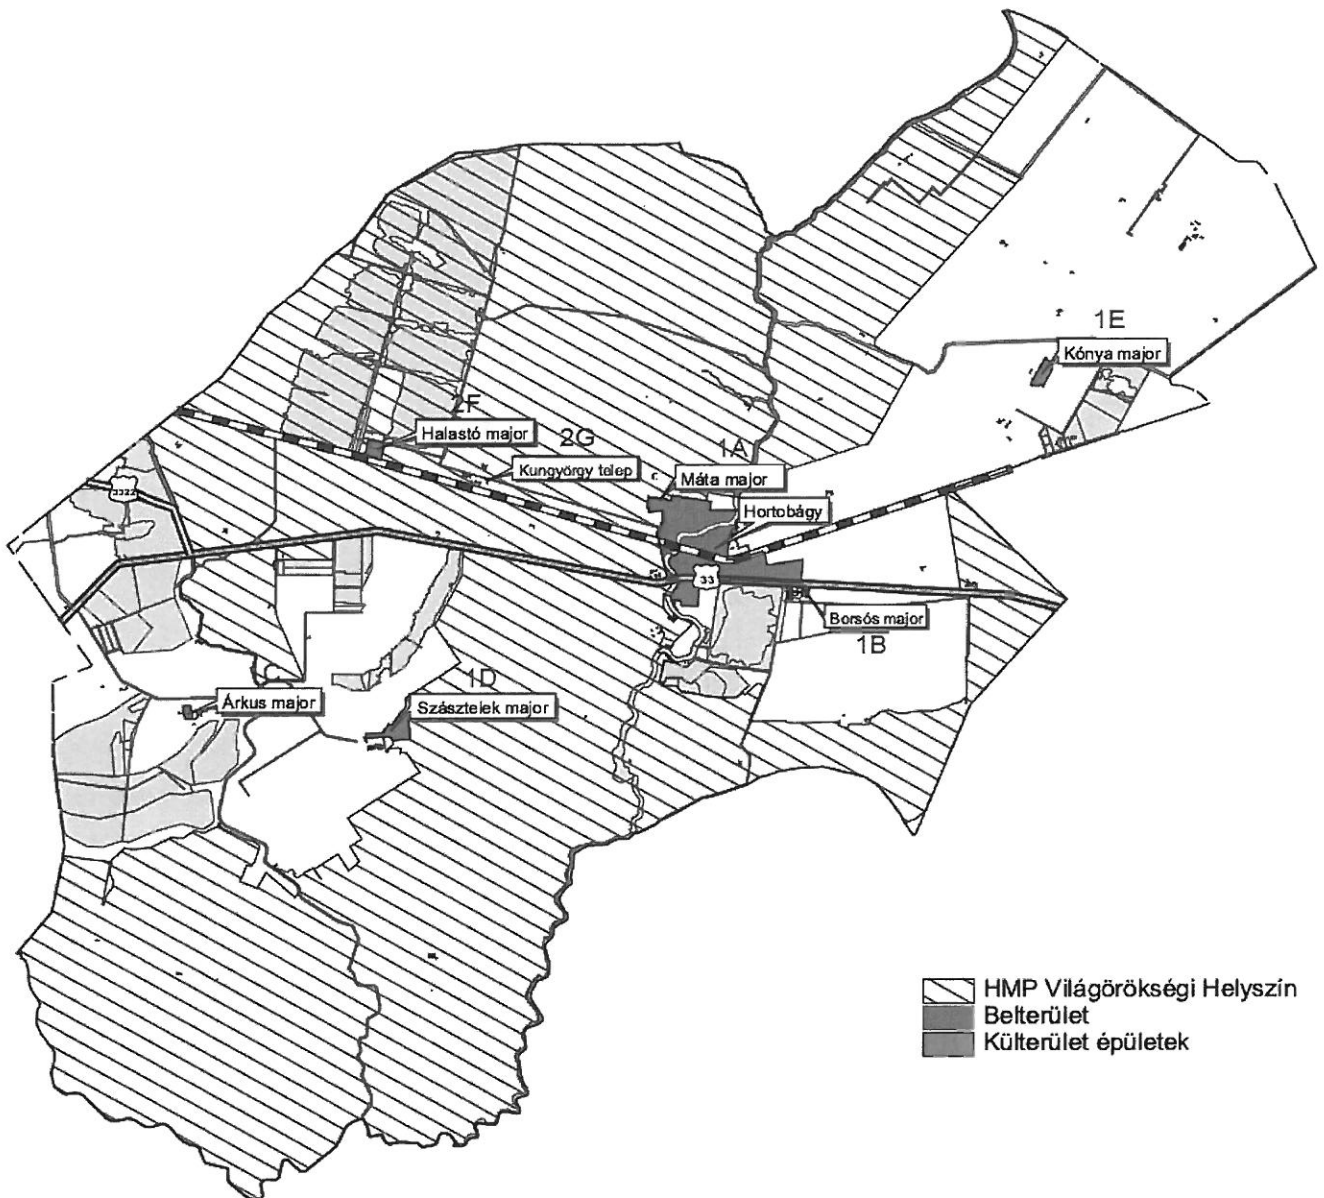 1E
Kónya major
2F
Halastó major
2G
Kungyörgy telep
1A
Máta major
3322
Hortobágy
33
Borsós major
1B
1D
Árkus major
Szásztelek major
HMP Világörökségi Helyszín
Belterület
Külterület épületek